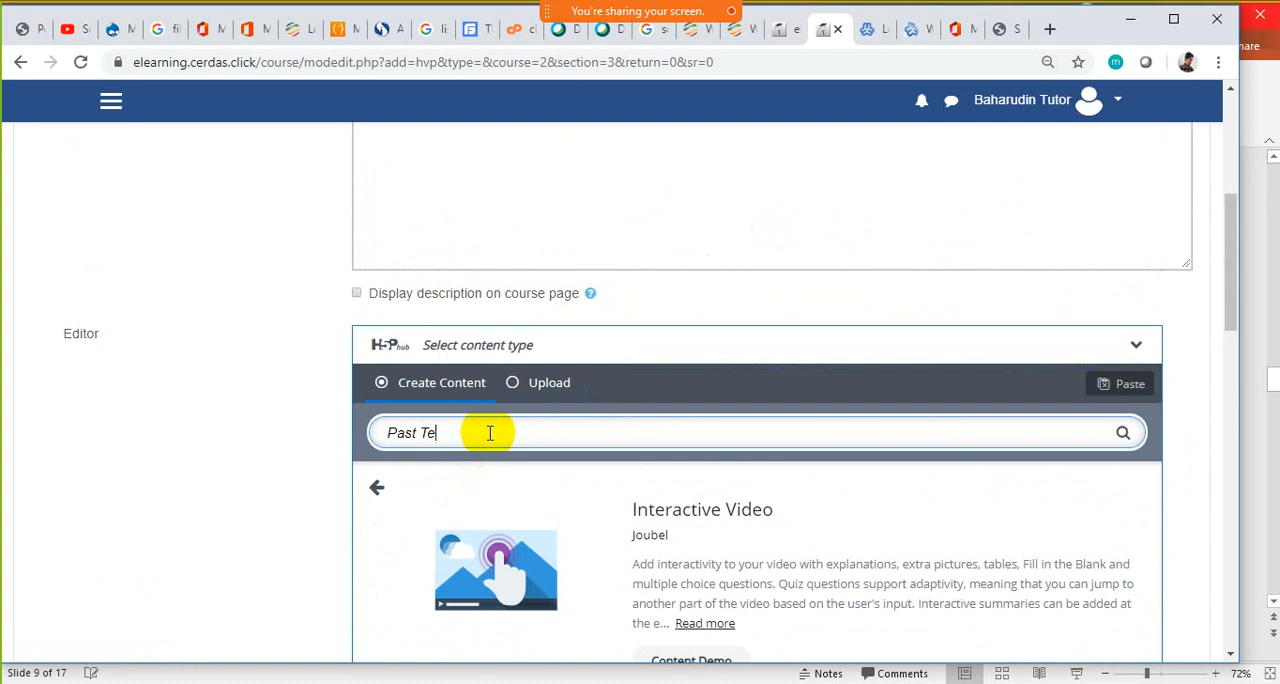 You're sharing your screen.
elearning.cerdas.click/course/modedit.php?add=hvp&type=&course=2&section=3&return=0&sr=0
Baharudin Tutor
Display description on course page
Editor
H5P hub Select content type
Create Content Upload Paste
Past Te
Interactive Video
Joubel
Add interactivity to your video with explanations, extra pictures, tables, Fill in the Blank and
multiple choice questions. Quiz questions support adaptivity, meaning that you can jump to
another part of the video based on the user's input. Interactive summaries can be added at
the e... Read more
Content Demo
Slide 9 of 17 Notes Comments 72%